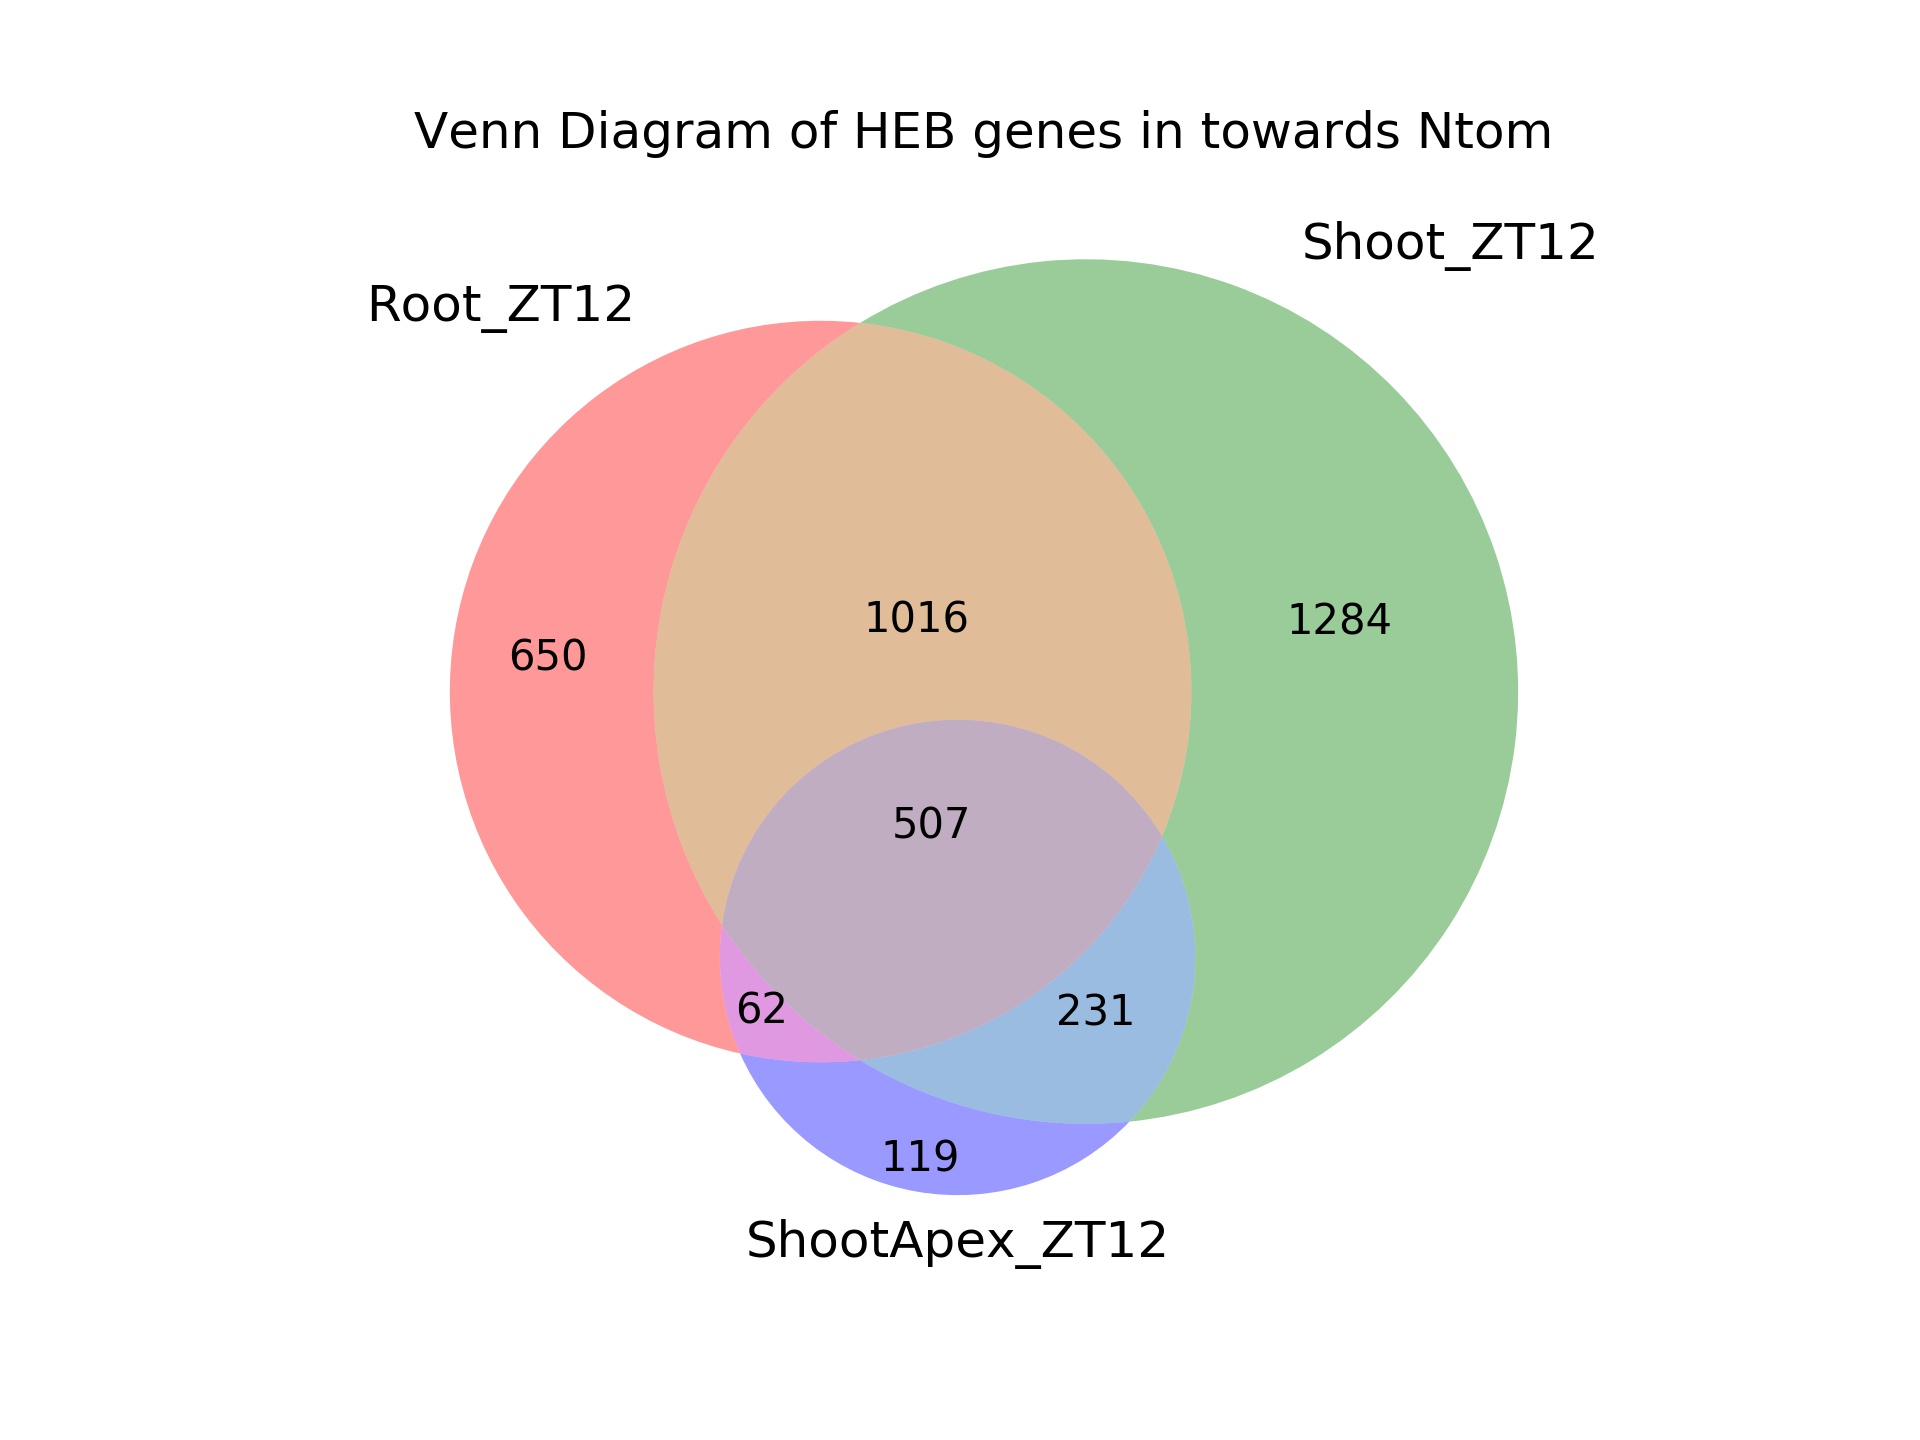 Venn Diagram of HEB genes in towards Ntom
Shoot_ZT12
Root_ZT12
1016
1284
650
507
62
231
119
ShootApex_ZT12